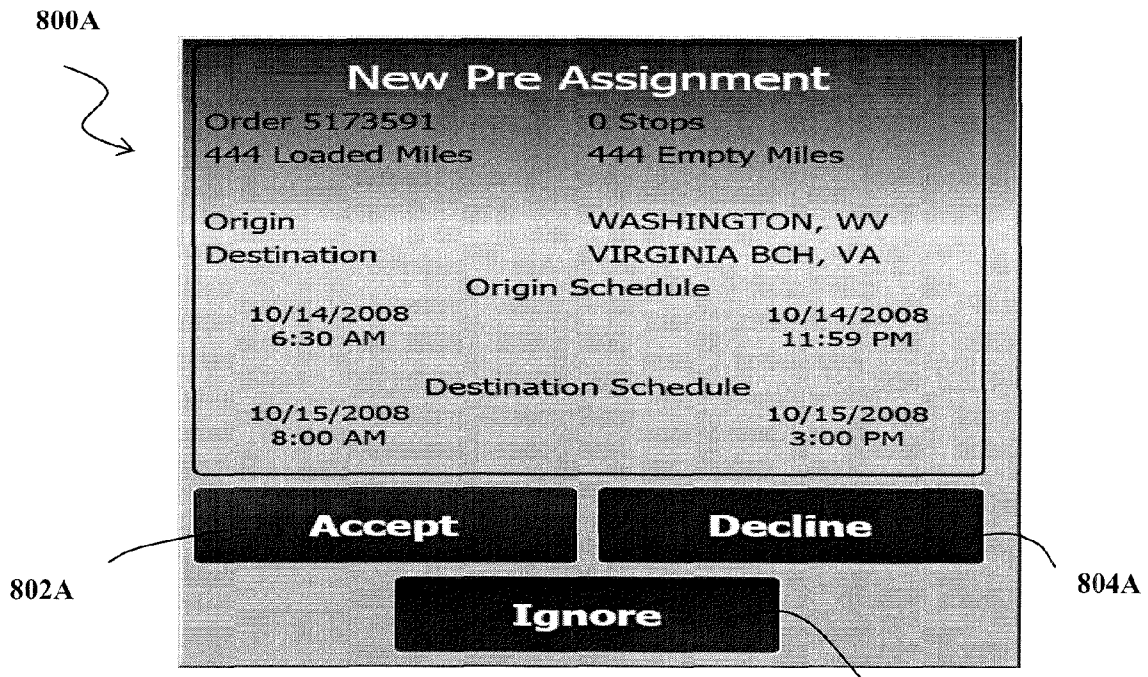 800A
New Pre Assignment
Order 5173591 0 Stops
444 Loaded Miles 444 Empty Miles
Origin WASHINGTON, WV
Destination VIRGINIA BCH, VA
Origin Schedule
10/14/2008 10/14/2008
6:30 AM 11:59 PM
Destination Schedule
10/15/2008 10/15/2008
8:00 AM 3:00 PM
Accept Decline
802A 804A
Ignore